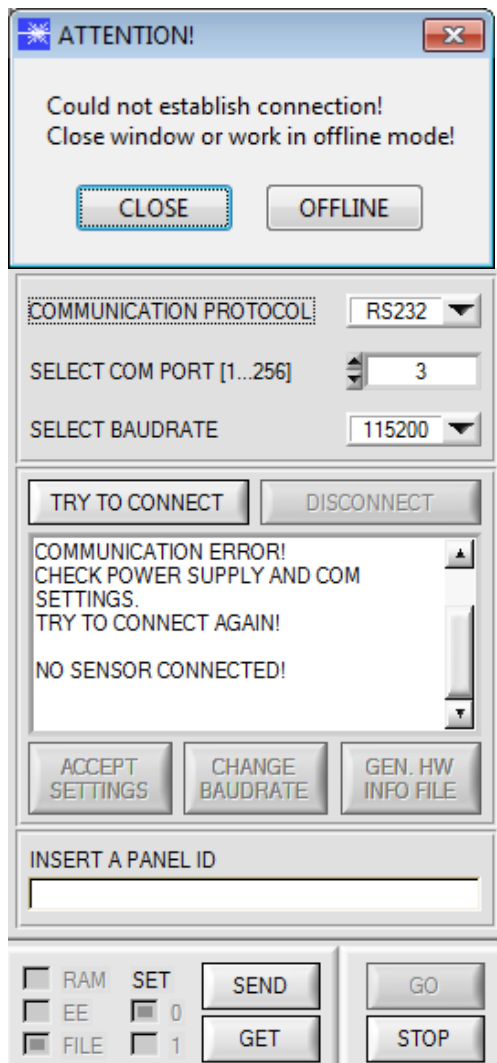 ATTENTION!
Could not establish connection!
Close window or work in offline mode!
CLOSE OFFLINE
COMMUNICATION PROTOCOL RS232
SELECT COM PORT [1...256] 3
SELECT BAUDRATE 115200
TRY TO CONNECT DISCONNECT
COMMUNICATION ERROR!
CHECK POWER SUPPLY AND COM
SETTINGS.
TRY TO CONNECT AGAIN!
NO SENSOR CONNECTED!
ACCEPT SETTINGS CHANGE BAUDRATE GEN. HW INFO FILE
INSERT A PANEL ID
RAM SET SEND GO
EE 0
FILE 1 GET STOP